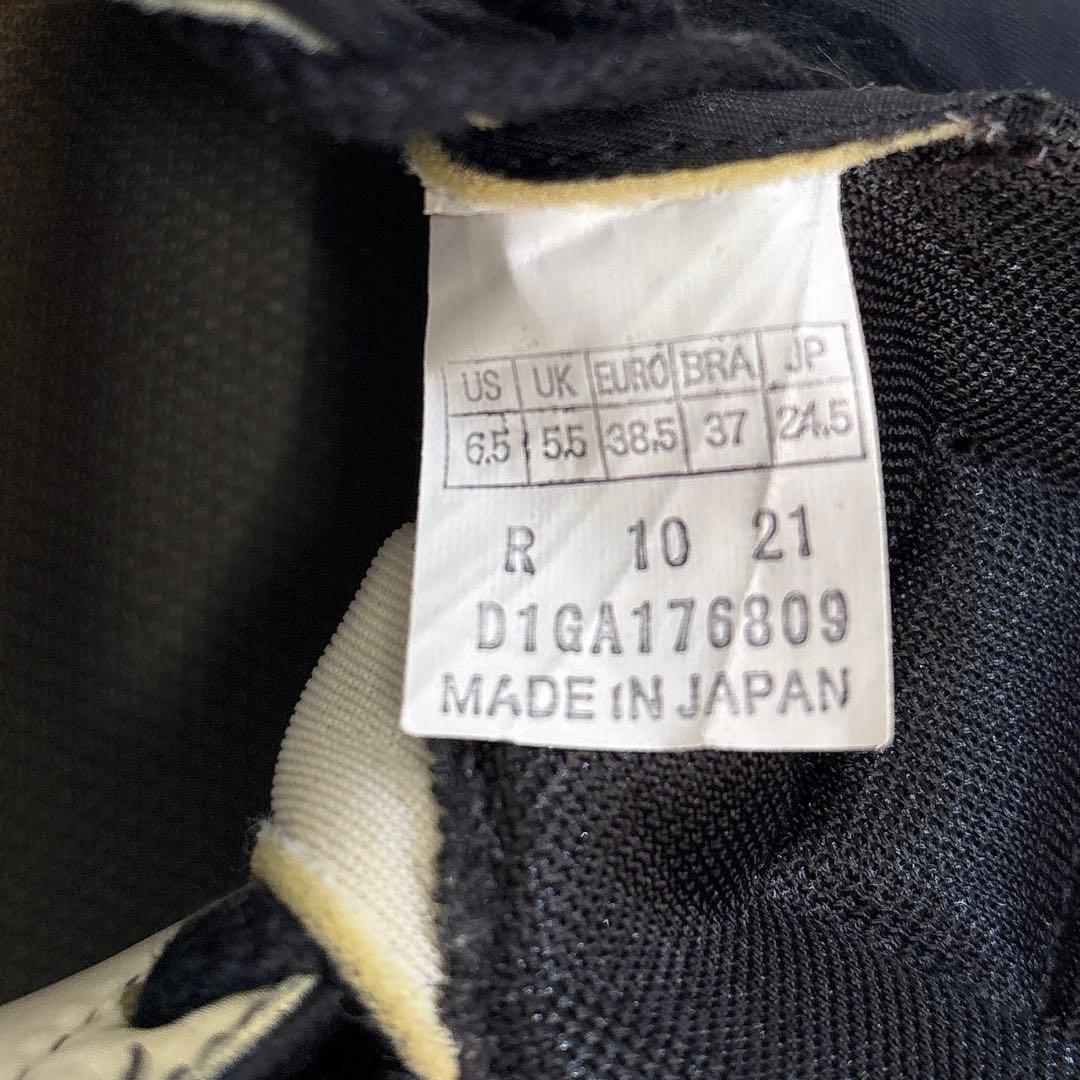 US UK EURO BRA JP
6.5 5.5 38.5 37 24.5
R 10 21
D1GA176809
MADE IN JAPAN